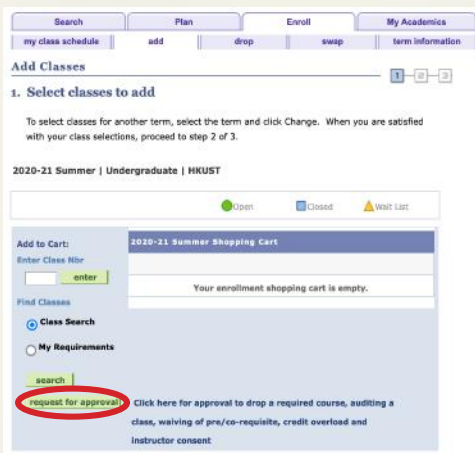 Search Plan Enroll My Academics
my class schedule add drop swap term information
Add Classes
1 2 3
1. Select classes to add
To select classes for another term, select the term and click Change. When you are satisfied
with your class selections, proceed to step 2 of 3.
2020-21 Summer | Undergraduate | HKUST
Open Closed Wait List
Add to Cart:
2020-21 Summer Shopping Cart
Enter Class Nbr
enter
Your enrollment shopping cart is empty.
Find Classes
Class Search
My Requirements
search
request for approval Click here for approval to drop a required course, auditing a
class, waiving of pre/co-requisite, credit overload and
instructor consent